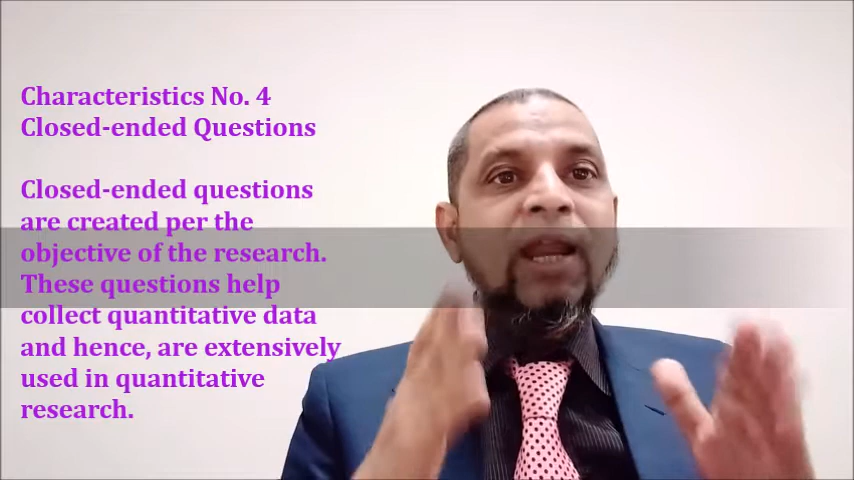 Characteristics No. 4
Closed-ended Questions
Closed-ended questions
are created per the
objective of the research.
These questions help
collect quantitative data
and hence, are extensively
used in quantitative
research.